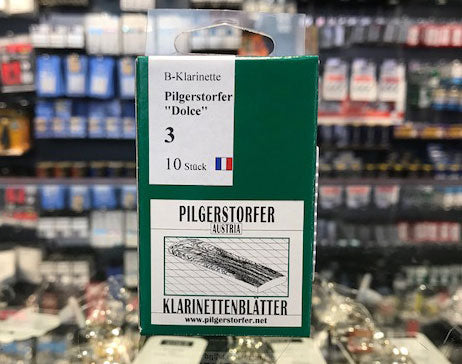 B-Klarinette
Pilgerstorfer
"Dolce"
3
10 Stück
PILGERSTORFER
(AUSTRIA)
KLARINETTENBLÄTTER
www.pilgerstorfer.net